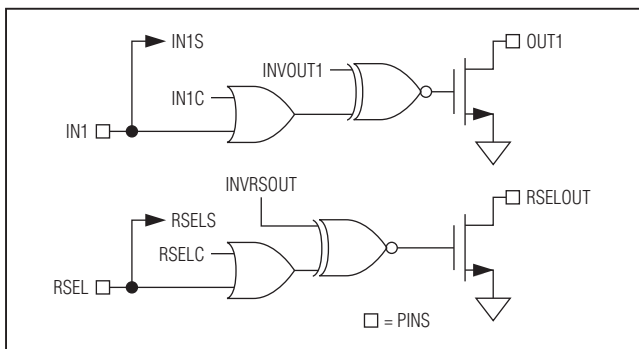 IN1S
OUT1
INVOUT1
IN1C
IN1
INVRSOUT
RSELOUT
RSELS
RSELC
RSEL
= PINS